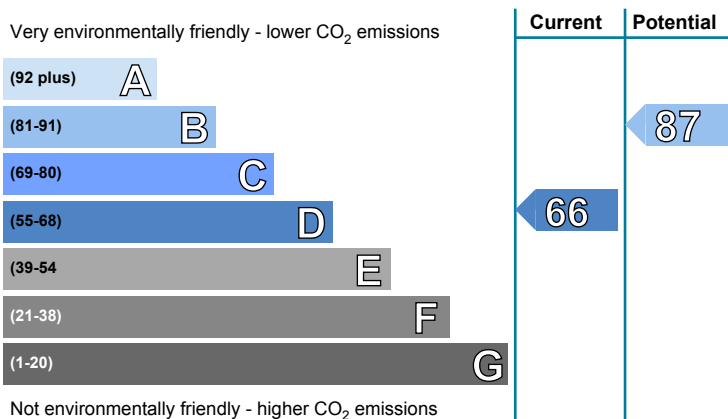 Current Potential
Very environmentally friendly - lower CO2 emissions
(92 plus) A
(81-91) B
87
(69-80) C
(55-68) D
66
(39-54 E
(21-38) F
(1-20) G
Not environmentally friendly - higher CO2 emissions